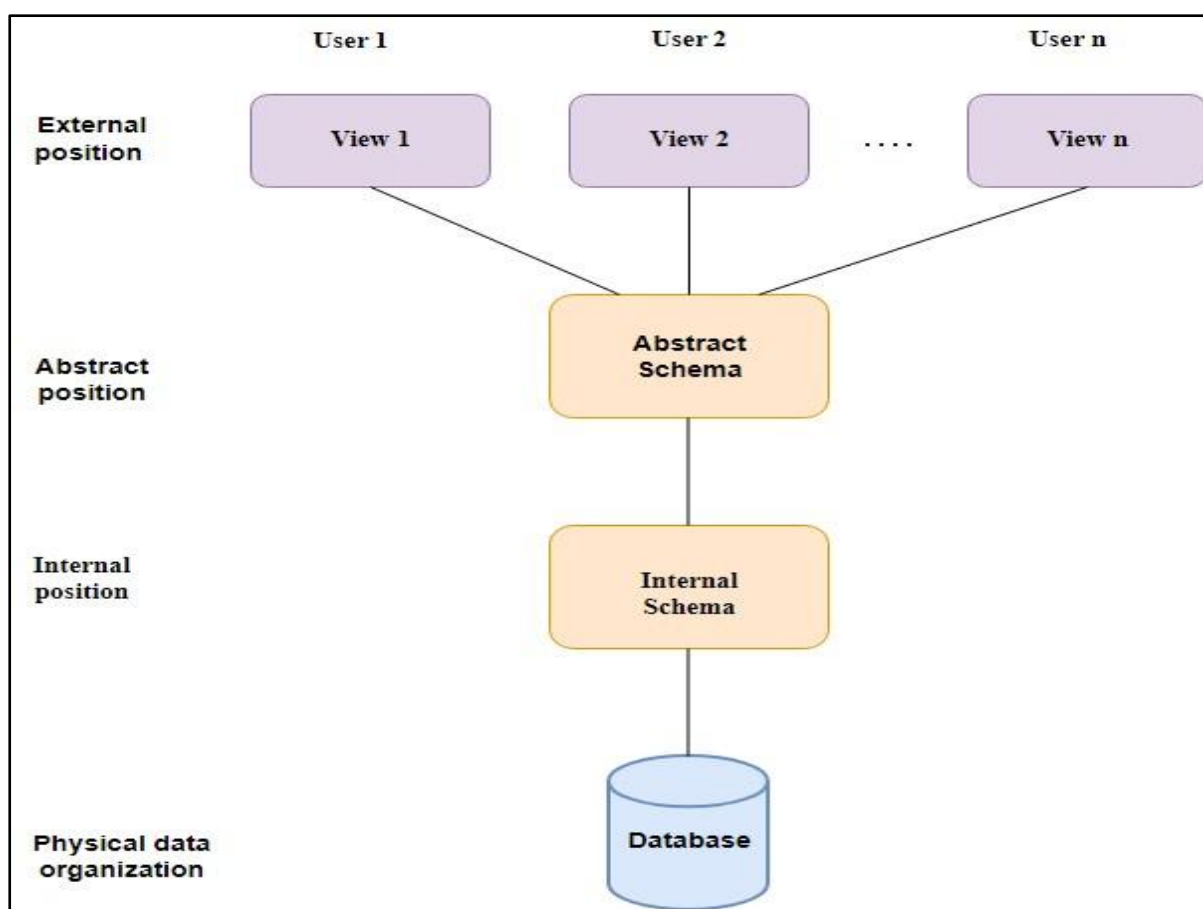 User 1
User 2
User n
External
position
View 1
View 2
....
View n
Abstract
position
Abstract
Schema
Internal
position
Internal
Schema
Physical data
organization
Database